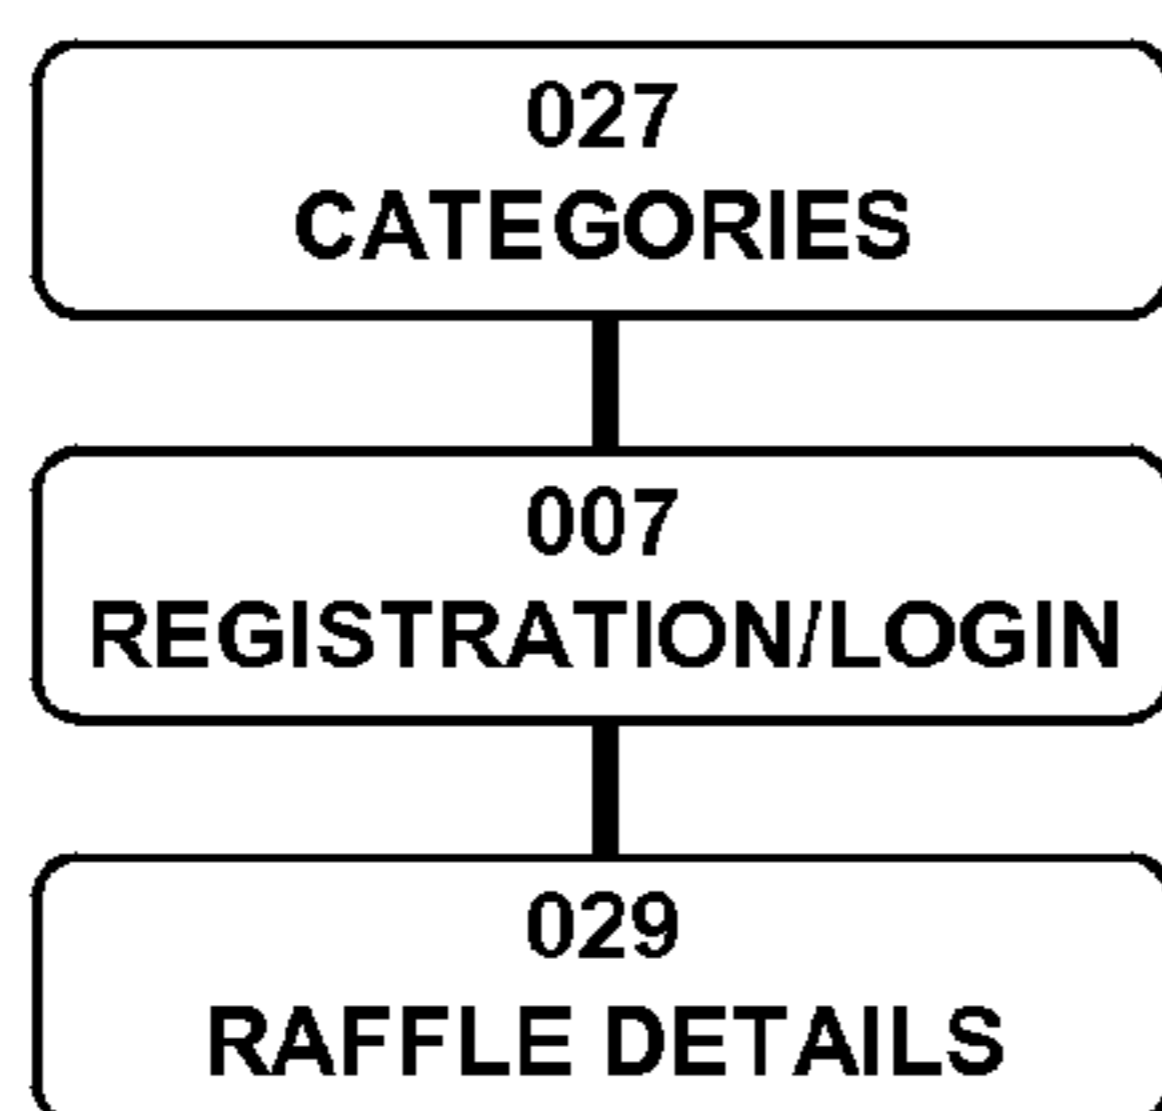 027
CATEGORIES
007
REGISTRATION/LOGIN
029
RAFFLE DETAILS